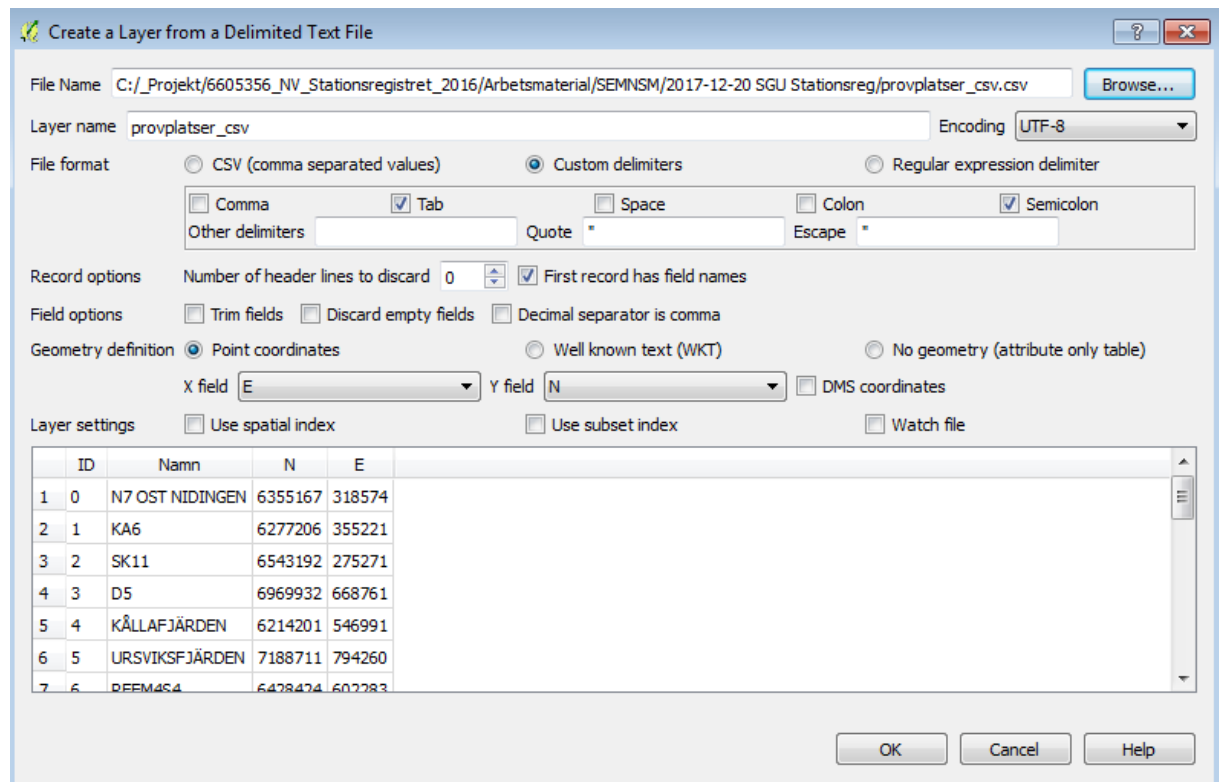 Create a Layer from a Delimited Text File
File Name C:/_Projekt/6605356_NV_Stationsregistret_2016/Arbetsmaterial/SEMNSM/2017-12-20 SGU Stationsreg/provplatser_csv.csv Browse...
Layer name provplatser_csv Encoding UTF-8
File format CSV (comma separated values) Custom delimiters Regular expression delimiter
Comma Tab Space Colon Semicolon
Other delimiters Quote " Escape "
Record options Number of header lines to discard 0 First record has field names
Field options Trim fields Discard empty fields Decimal separator is comma
Geometry definition Point coordinates Well known text (WKT) No geometry (attribute only table)
X field E Y field N DMS coordinates
Layer settings Use spatial index Use subset index Watch file
ID Namn N E
1 0 N7 OST NIDINGEN 6355167 318574
2 1 KA6 6277206 355221
3 2 SK11 6543192 275271
4 3 D5 6969932 668761
5 4 KÅLLAFJÄRDEN 6214201 546991
6 5 URSVIKSFJÄRDEN 7188711 794260
7 6 6428424 602283
OK Cancel Help